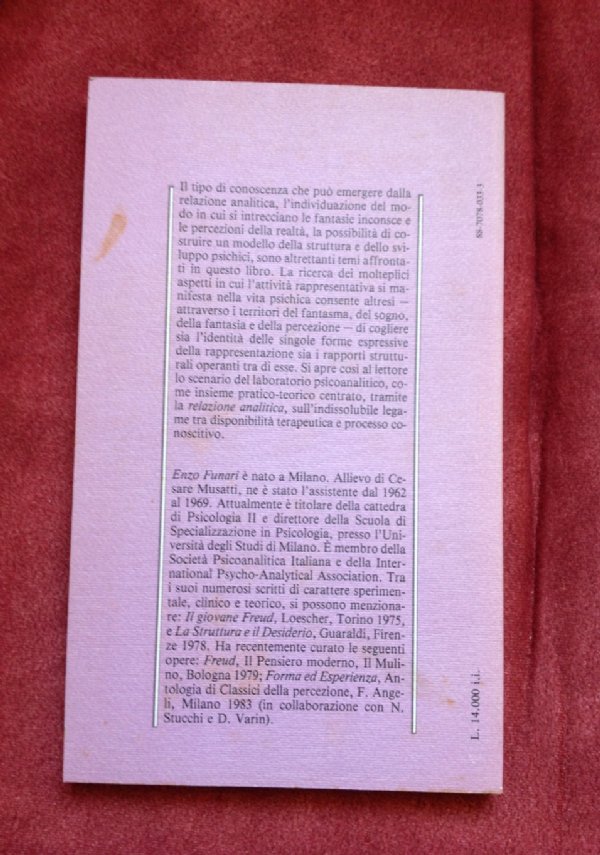 Il tipo di conoscenza che può emergere dalla
relazione analitica, l'individuazione del mo-
do in cui si intrecciano le fantasie inconsce e
le percezioni della realtà, la possibilità di co-
struire un modello della struttura e dello svi-
luppo psichici, sono altrettanti temi affronta-
ti in questo libro. La ricerca dei molteplici
aspetti in cui l'attività rappresentativa si ma-
nifesta nella vita psichica consente altresì —
attraverso i territori del fantasma, del sogno,
della fantasia e della percezione — di cogliere
sia l'identità delle singole forme espressive
della rappresentazione sia i rapporti struttu-
rali operanti tra di esse. Si apre così al lettore
lo scenario del laboratorio psicoanalitico, co-
me insieme pratico-teorico centrato, tramite
la relazione analitica, sull'indissolubile lega-
me tra disponibilità terapeutica e processo co-
noscitivo.
Enzo Funari è nato a Milano. Allievo di Ce-
sare Musatti, ne è stato l'assistente dal 1962
al 1969. Attualmente è titolare della cattedra
di Psicologia II e direttore della Scuola di
Specializzazione in Psicologia, presso l'Uni-
versità degli Studi di Milano. È membro della
Società Psicoanalitica Italiana e della Inter-
national Psycho-Analytical Association. Tra
i suoi numerosi scritti di carattere sperimen-
tale, clinico e teorico, si possono menziona-
re: Il giovane Freud, Loescher, Torino 1975,
e La Struttura e il Desiderio, Guaraldi, Firen-
ze 1978. Ha recentemente curato le seguenti
opere: Freud, Il Pensiero moderno, Il Muli-
no, Bologna 1979; Forma ed Esperienza, An-
tologia di Classici della percezione, F. Ange-
li, Milano 1983 (in collaborazione con N.
Stucchi e D. Varin).
88-7078-033-3
L. 14.000 i.i.